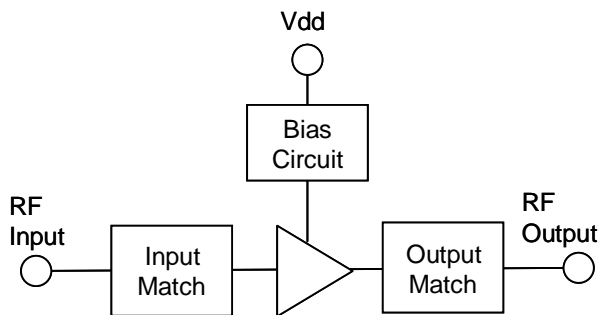 Vdd
Bias
Circuit
RF
Input
Input
Match
Output
Match
RF
Output